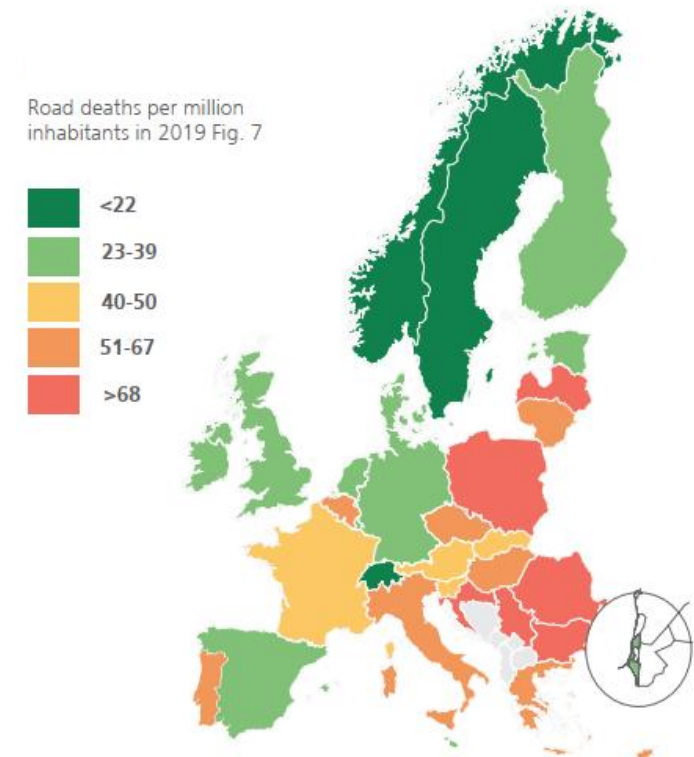 Road deaths per million
inhabitants in 2019 Fig. 7
<22
23-39
40-50
51-67
>68